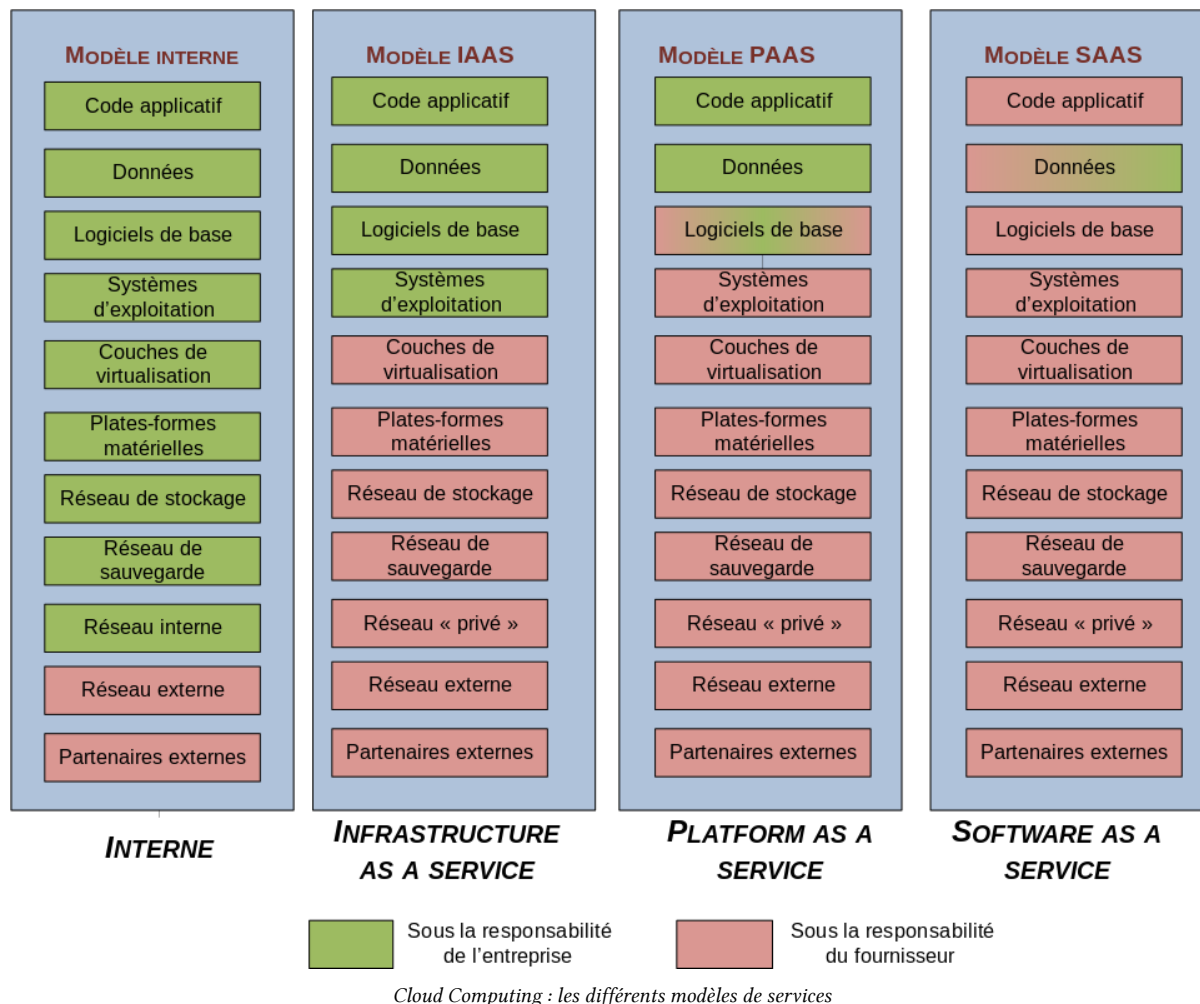 MODÈLE INTERNE
Code applicatif
Données
Logiciels de base
Systèmes
d’exploitation
Couches de
virtualisation
Plates-formes
matérielles
Réseau de stockage
Réseau de
sauvegarde
Réseau interne
Réseau externe
Partenaires externes
INTERNE
MODÈLE IAAS
Code applicatif
Données
Logiciels de base
Systèmes
d’exploitation
Couches de
virtualisation
Plates-formes
matérielles
Réseau de stockage
Réseau de
sauvegarde
Réseau « privé »
Réseau externe
Partenaires externes
INFRASTRUCTURE
AS A SERVICE
MODÈLE PAAS
Code applicatif
Données
Logiciels de base
Systèmes
d’exploitation
Couches de
virtualisation
Plates-formes
matérielles
Réseau de stockage
Réseau de
sauvegarde
Réseau « privé »
Réseau externe
Partenaires externes
PLATFORM AS A
SERVICE
MODÈLE SAAS
Code applicatif
Données
Logiciels de base
Systèmes
d’exploitation
Couches de
virtualisation
Plates-formes
matérielles
Réseau de stockage
Réseau de
sauvegarde
Réseau « privé »
Réseau externe
Partenaires externes
SOFTWARE AS A
SERVICE
Sous la responsabilité
de l’entreprise
Sous la responsabilité
du fournisseur
Cloud Computing : les différents modèles de services